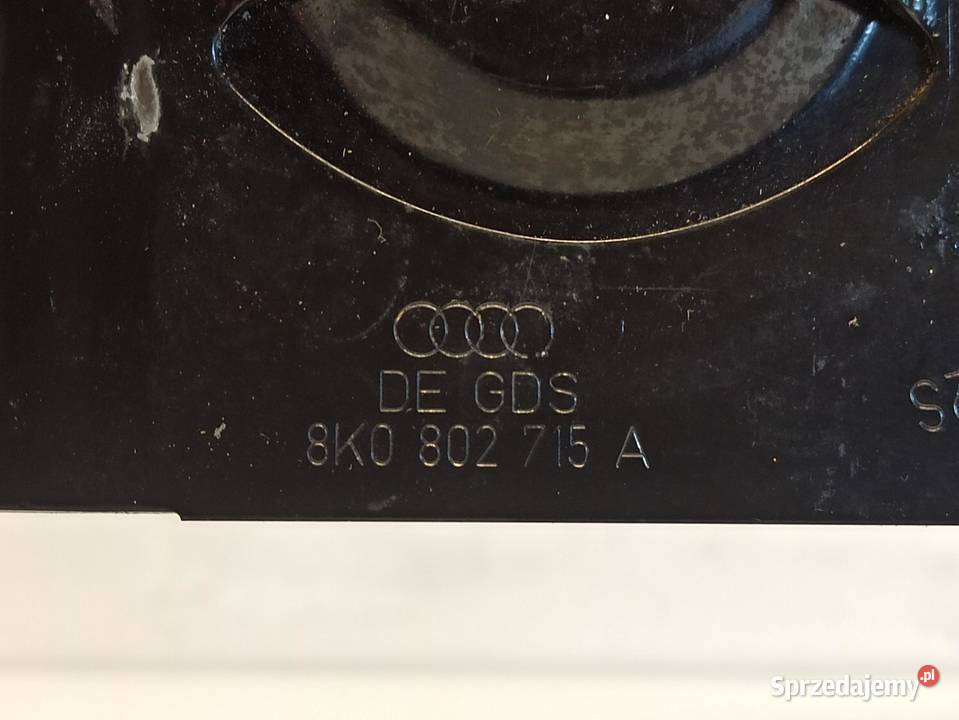 DE GDS
8K0 802 715 A
Sprzedajemy.pl